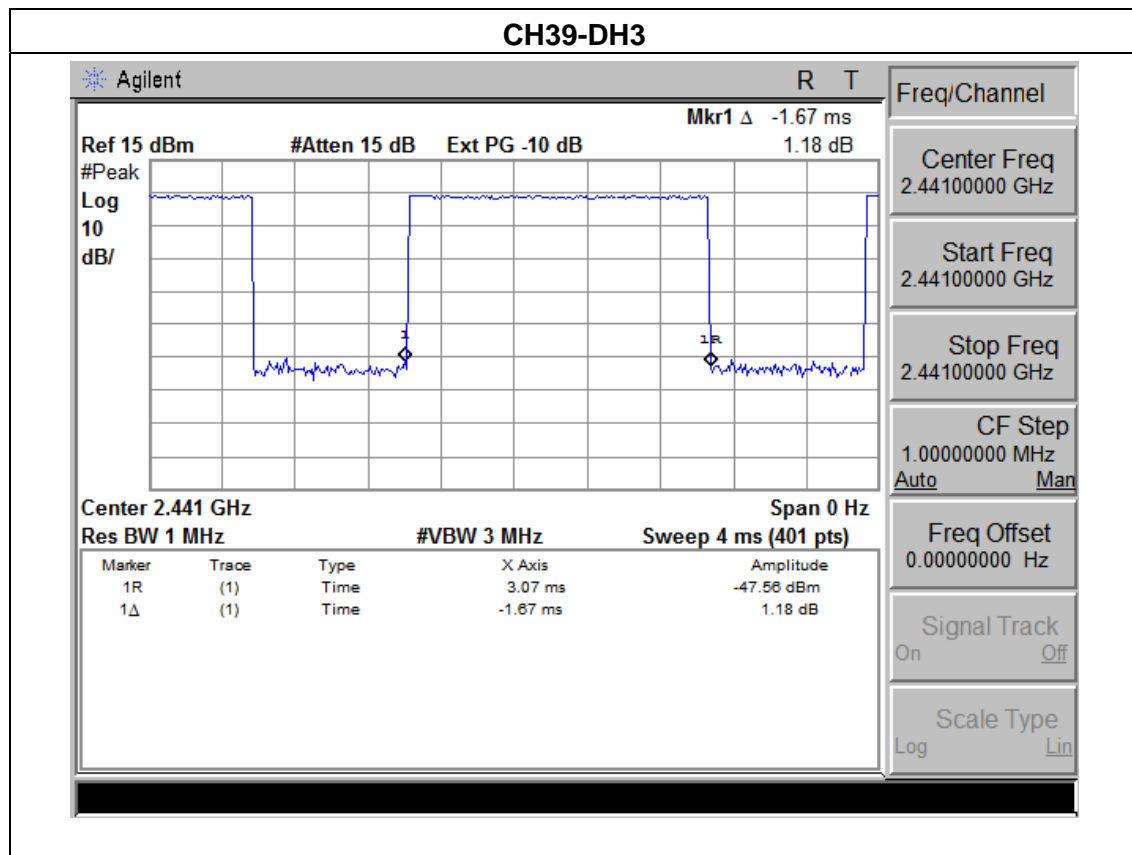 CH39-DH3
Agilent R T
Mkr1 Δ -1.67 ms
Ref 15 dBm #Atten 15 dB Ext PG -10 dB 1.18 dB
#Peak
Log
10
dB/
1
1R
Center 2.441 GHz Span 0 Hz
Res BW 1 MHz #VBW 3 MHz Sweep 4 ms (401 pts)
Marker Trace Type X Axis Amplitude
1R (1) Time 3.07 ms -47.56 dBm
1Δ (1) Time -1.67 ms 1.18 dB
Freq/Channel
Center Freq
2.44100000 GHz
Start Freq
2.44100000 GHz
Stop Freq
2.44100000 GHz
CF Step
1.00000000 MHz
Auto Man
Freq Offset
0.00000000 Hz
Signal Track
On Off
Scale Type
Log Lin